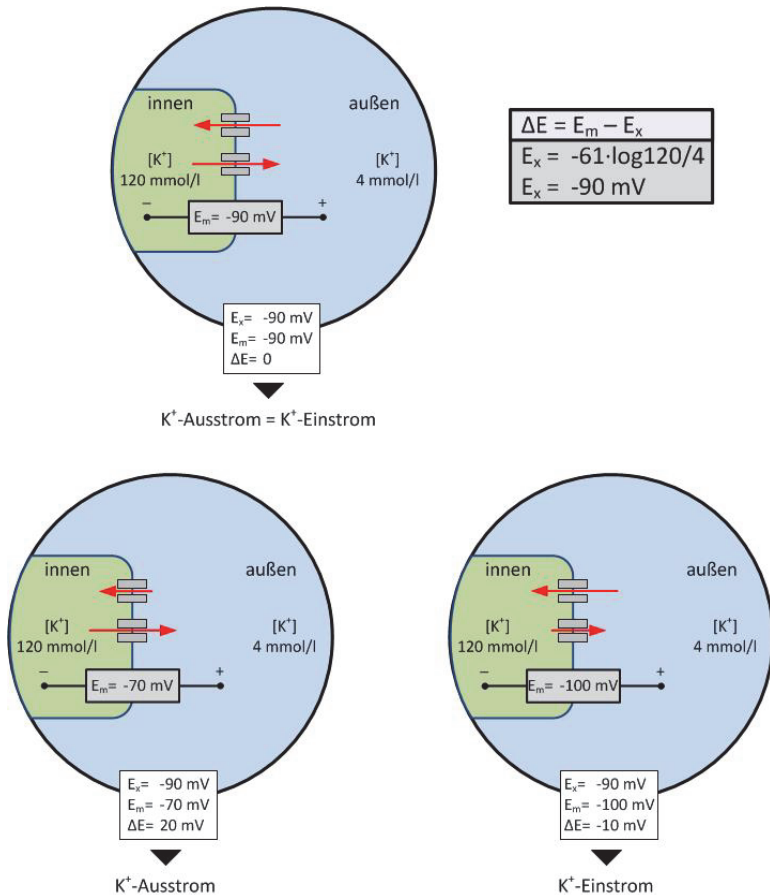 innen
außen
[K⁺]
120 mmol/l
[K⁺]
4 mmol/l
–
+
Eₘ= -90 mV
ΔE = Eₘ – Eₓ
Eₓ = -61·log120/4
Eₓ = -90 mV
Eₓ= -90 mV
Eₘ= -90 mV
ΔE= 0
K⁺-Ausstrom = K⁺-Einstrom
innen
außen
[K⁺]
120 mmol/l
[K⁺]
4 mmol/l
–
+
Eₘ= -70 mV
Eₓ= -90 mV
Eₘ= -70 mV
ΔE= 20 mV
K⁺-Ausstrom
innen
außen
[K⁺]
120 mmol/l
[K⁺]
4 mmol/l
–
+
Eₘ= -100 mV
Eₓ= -90 mV
Eₘ= -100 mV
ΔE= -10 mV
K⁺-Einstrom